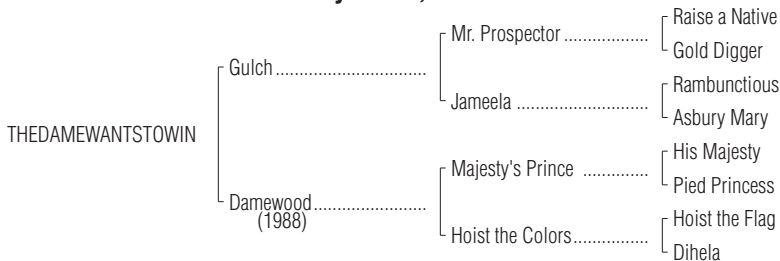 Raise a Native
Mr. Prospector ..................
Gold Digger
Gulch ................................
Rambunctious
Jameela ............................
Asbury Mary
THEDAMEWANTSTOWIN
His Majesty
Majesty's Prince ..............
Pied Princess
Damewood........................
(1988)
Hoist the Flag
Hoist the Colors................
Dihela